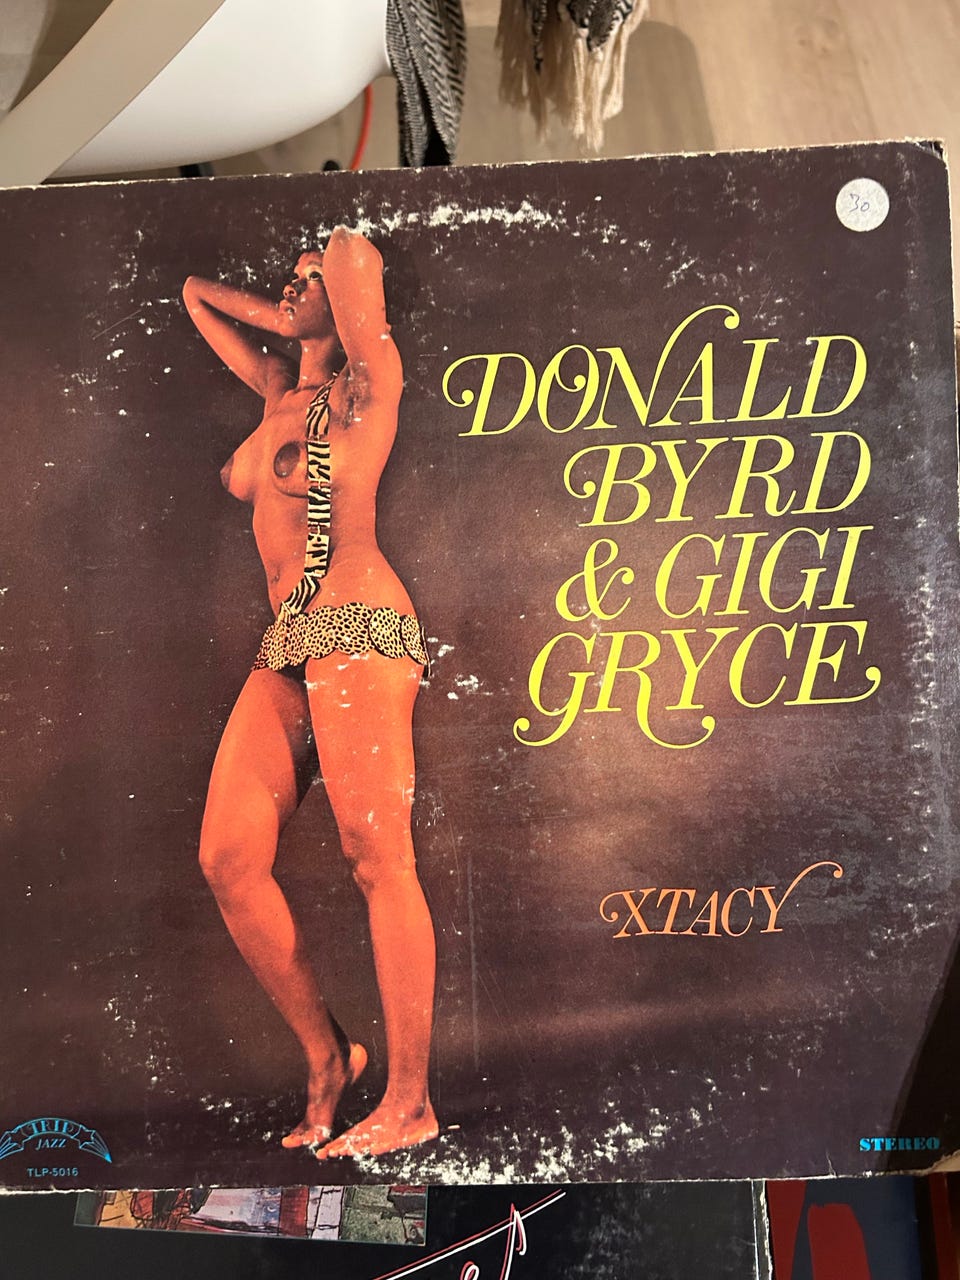 30
DONALD
BYRD
& GIGI
GRYCE
XTACY
TRIP
JAZZ
TLP-5016
STEREO